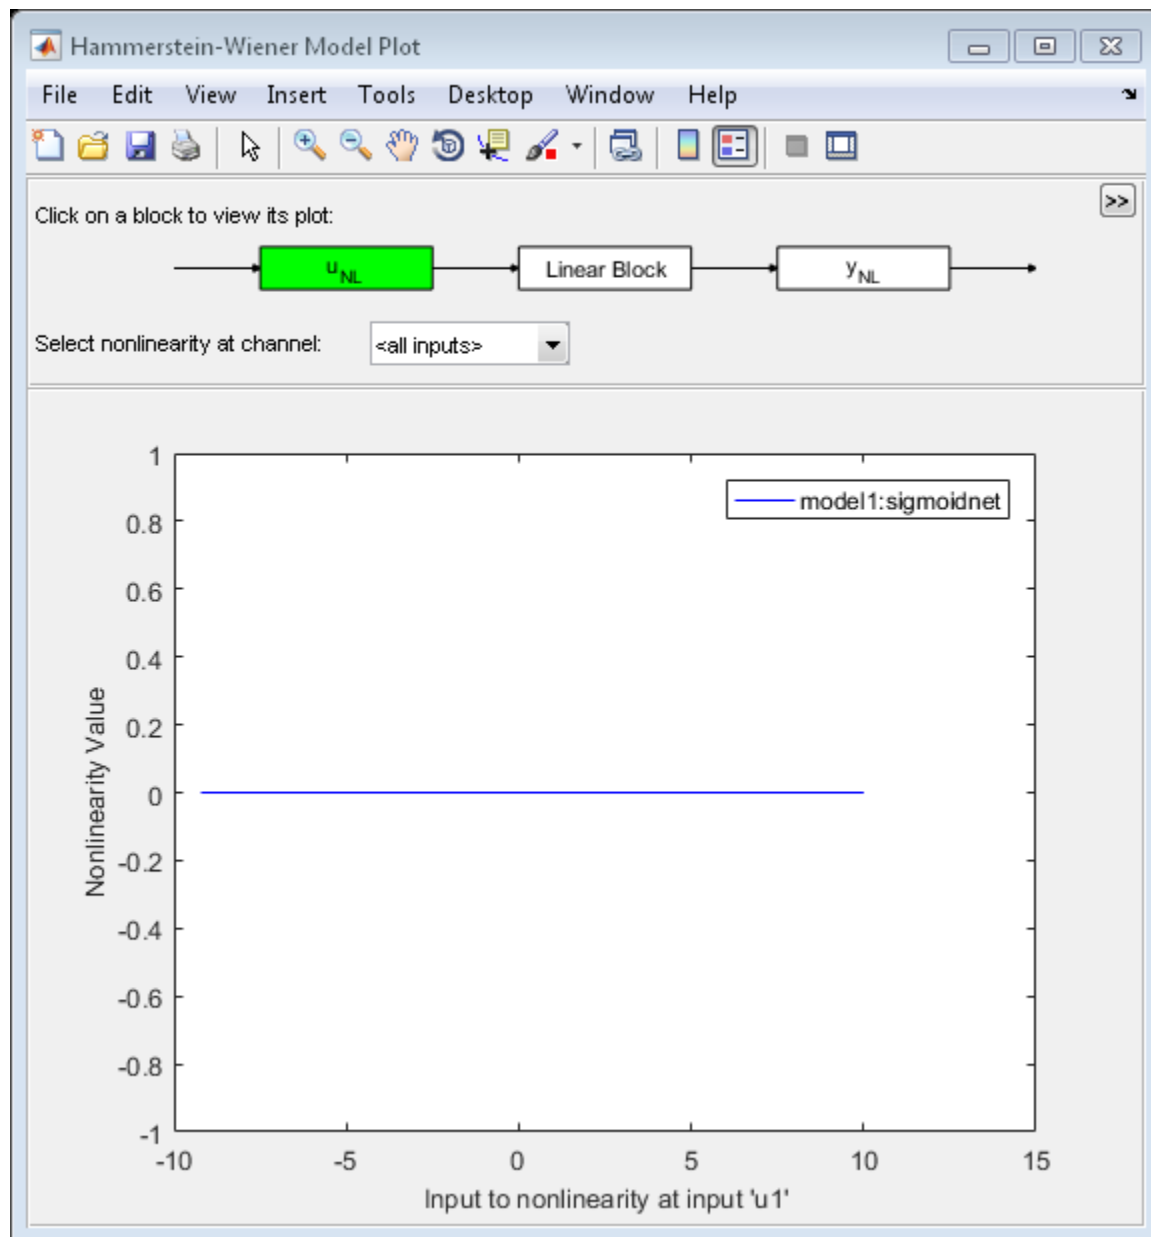 Hammerstein-Wiener Model Plot
File Edit View Insert Tools Desktop Window Help
>>
Click on a block to view its plot:
uNL Linear Block yNL
Select nonlinearity at channel: <all inputs>
model1:sigmoidnet
1
0.8
0.6
0.4
0.2
0
-0.2
-0.4
-0.6
-0.8
-1
Nonlinearity Value
-10 -5 0 5 10 15
Input to nonlinearity at input 'u1'